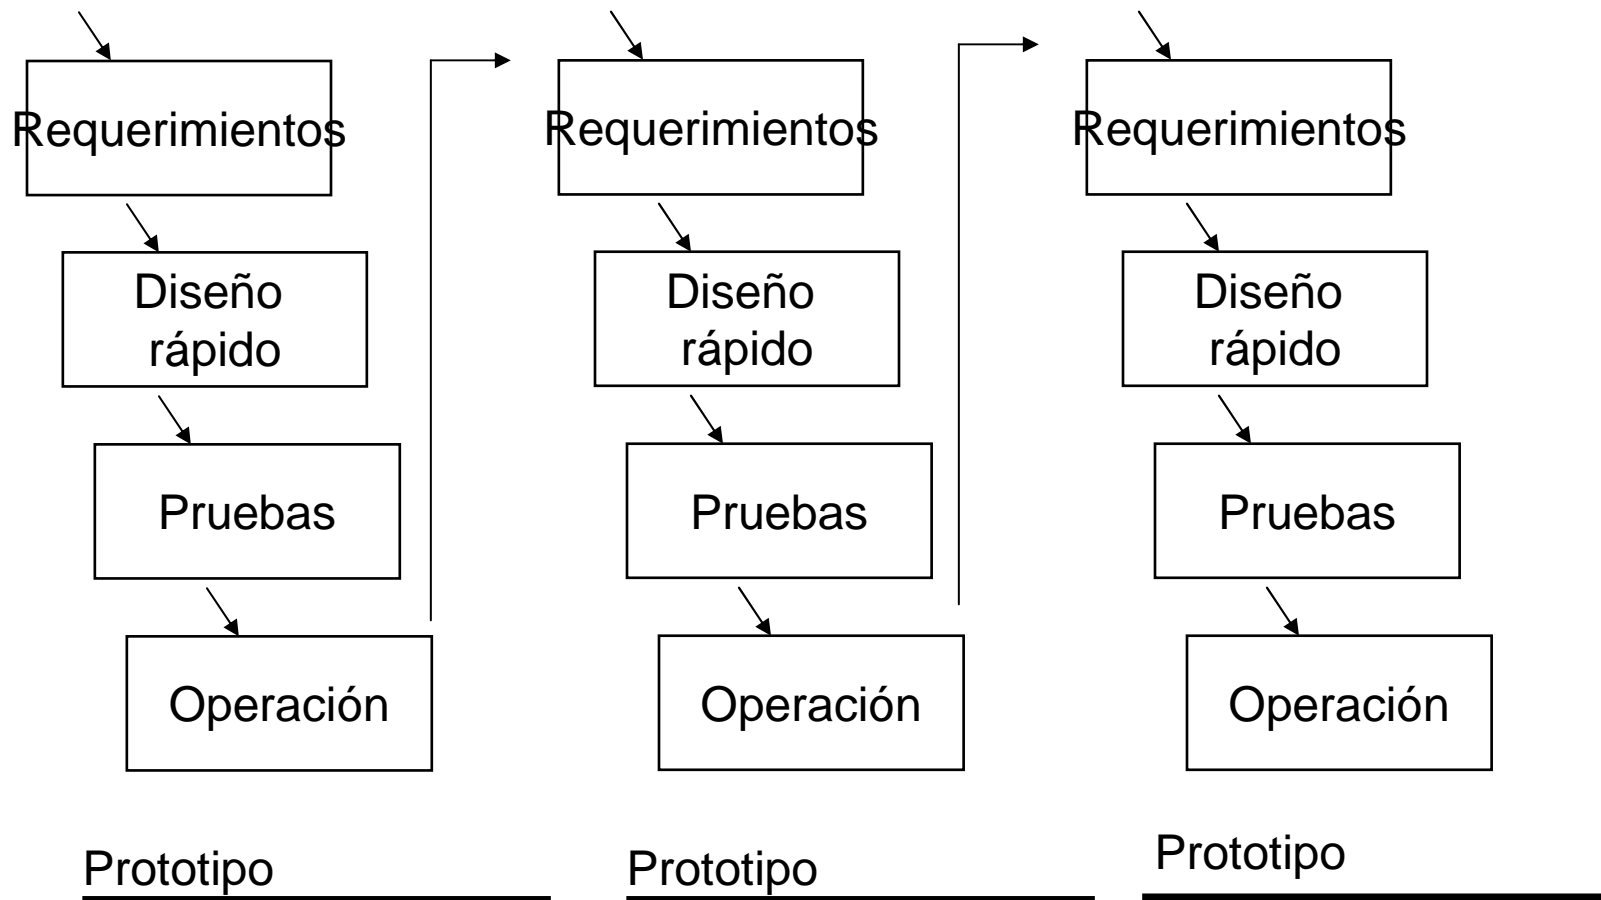 Requerimientos
Diseño
rápido
Pruebas
Operación
Prototipo
Requerimientos
Diseño
rápido
Pruebas
Operación
Prototipo
Requerimientos
Diseño
rápido
Pruebas
Operación
Prototipo